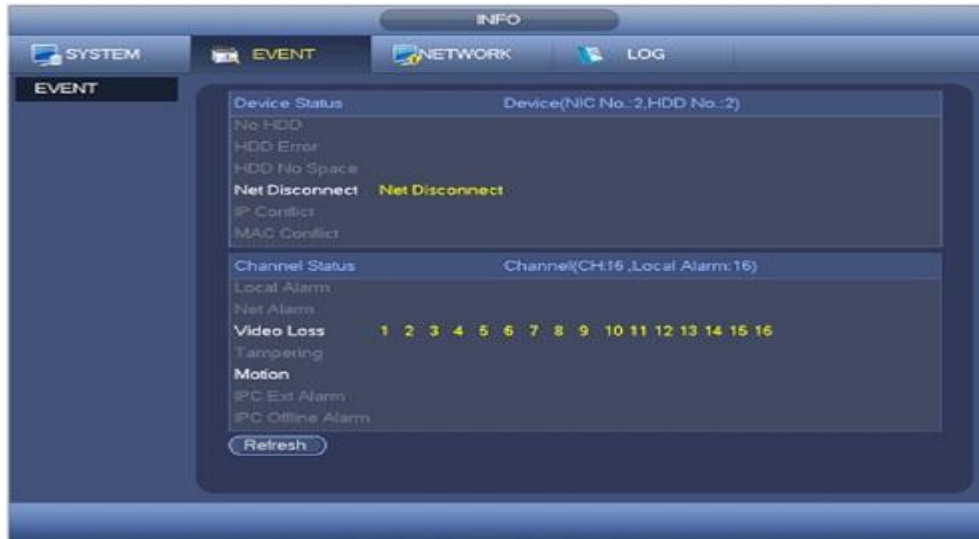 INFO
SYSTEM EVENT NETWORK LOG
EVENT
Device Status Device(NIC No.:2,HDD No.:2)
No HDD
HDD Error
HDD No Space
Net Disconnect Net Disconnect
IP Conflict
MAC Conflict
Channel Status Channel(CH:16 ,Local Alarm:16)
Local Alarm
Net Alarm
Video Loss 1 2 3 4 5 6 7 8 9 10 11 12 13 14 15 16
Tampering
Motion
IPC Ext Alarm
IPC Offline Alarm
Refresh